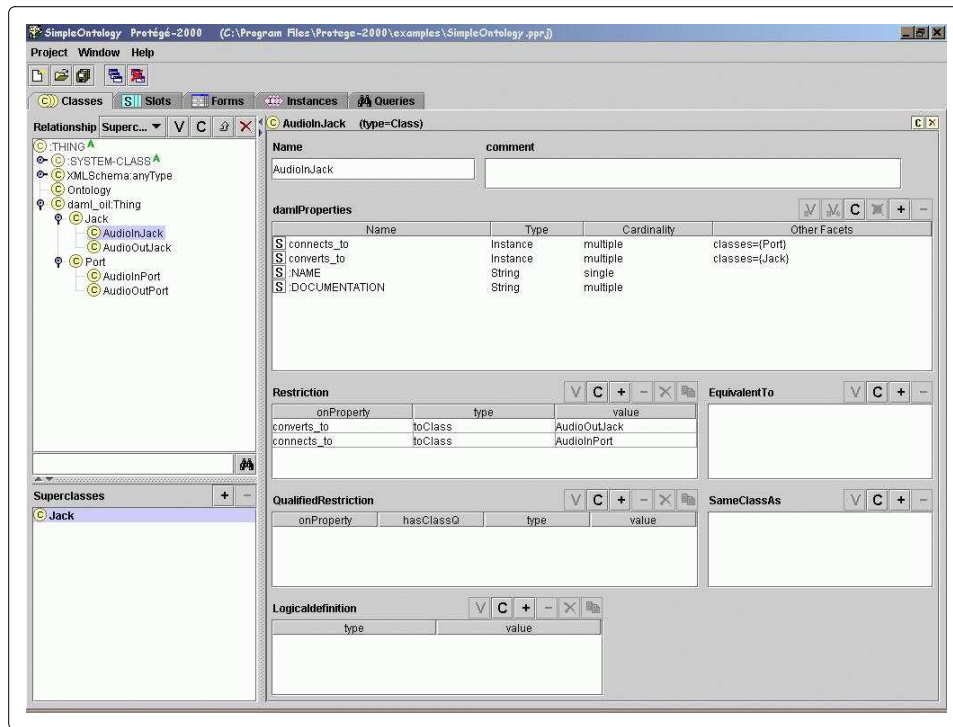 SimpleOntology Protégé-2000 (C:\Program Files\Protege-2000\examples\SimpleOntology.pprj)
Project Window Help
Classes Slots Forms Instances Queries
Relationship Superc... V C
:THING A
:SYSTEM-CLASS A
XMLSchema:anyType
Ontology
daml_oil:Thing
Jack
AudioInJack
AudioOutJack
Port
AudioInPort
AudioOutPort
Superclasses + -
Jack
AudioInJack (type=Class)
Name comment
AudioInJack
damlProperties V V C + -
Name Type Cardinality Other Facets
S connects_to Instance multiple classes={Port}
S converts_to Instance multiple classes={Jack}
S :NAME String single
S :DOCUMENTATION String multiple
Restriction V C + -
onProperty type value
converts_to toClass AudioOutJack
connects_to toClass AudioInPort
EquivalentTo V C + -
QualifiedRestriction V C + -
onProperty hasClassQ type value
SameClassAs V C + -
Logicaldefinition V C + -
type value